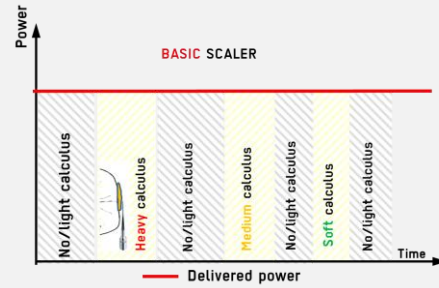 Power
BASIC SCALER
No/light calculus
Heavy calculus
No/light calculus
Medium calculus
No/light calculus
Soft calculus
No/light calculus
Time
Delivered power